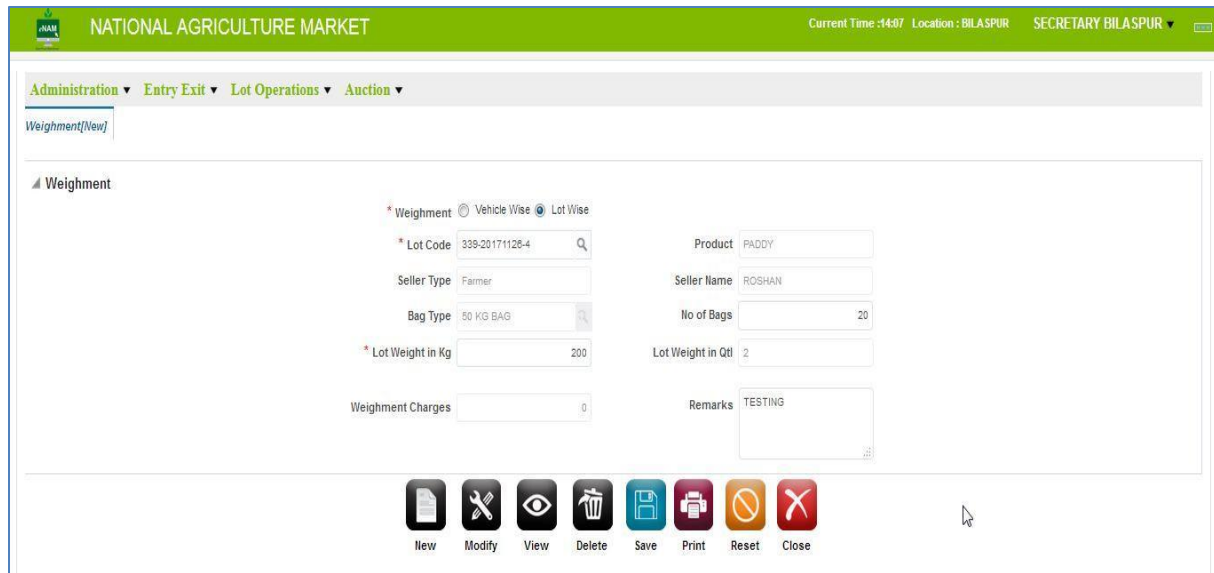 eNAM NATIONAL AGRICULTURE MARKET Current Time :14:07 Location : BILASPUR SECRETARY BILASPUR
Administration Entry Exit Lot Operations Auction
Weighment[New]
Weighment
* Weighment Vehicle Wise Lot Wise
* Lot Code 339-20171126-4 Product PADDY
Seller Type Farmer Seller Name ROSHAN
Bag Type 50 KG BAG No of Bags 20
* Lot Weight in Kg 200 Lot Weight in Qtl 2
Weighment Charges 0 Remarks TESTING
New Modify View Delete Save Print Reset Close